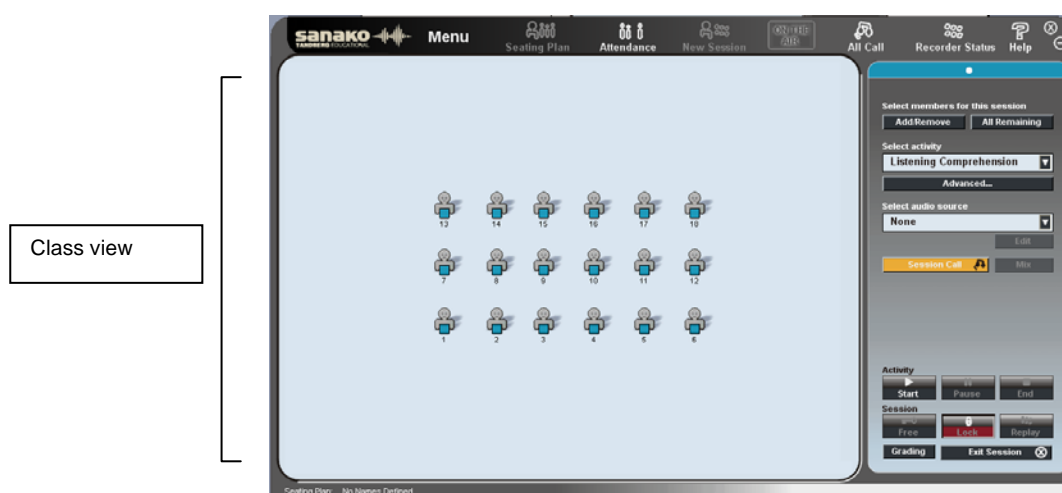 sanako
TANDBERG EDUCATIONAL
Menu
Seating Plan
Attendance
New Session
ON THE
AIR
All Call
Recorder Status
Help
Class view
Select members for this session
Add/Remove All Remaining
Select activity
Listening Comprehension
Advanced...
Select audio source
None
Edit
Session Call Mix
13 14 15 16 17 18
7 8 9 10 11 12
1 2 3 4 5 6
Activity
Start Pause End
Session
Free Lock Replay
Grading Exit Session
Seating Plan: No Names Defined